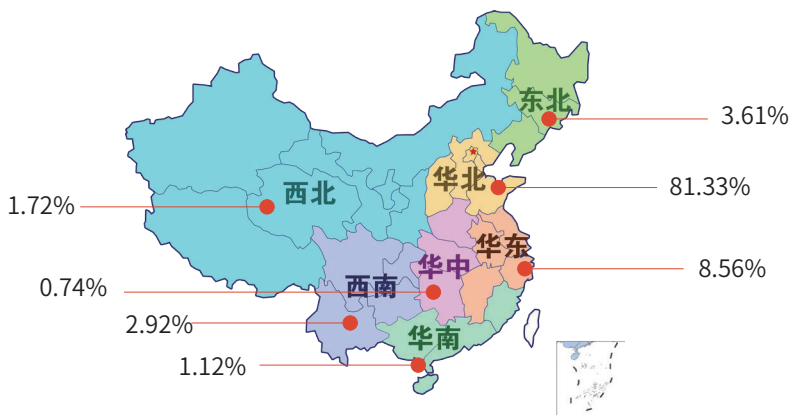 东北
3.61%
华北
81.33%
西北
1.72%
华东
8.56%
华中
0.74%
西南
2.92%
华南
1.12%